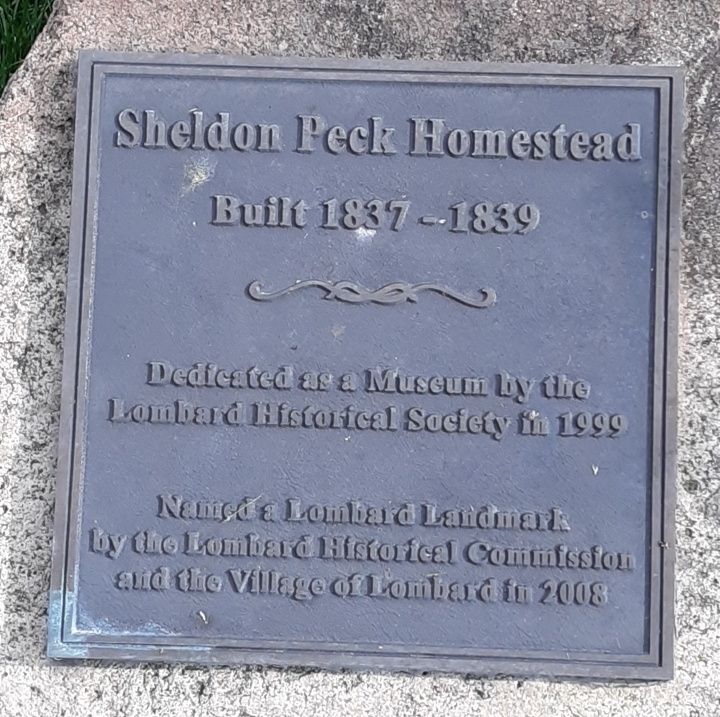 Sheldon Peck Homestead
Built 1837 - 1839
Dedicated as a Museum by the
Lombard Historical Society in 1999
Named a Lombard Landmark
by the Lombard Historical Commission
and the Village of Lombard in 2008